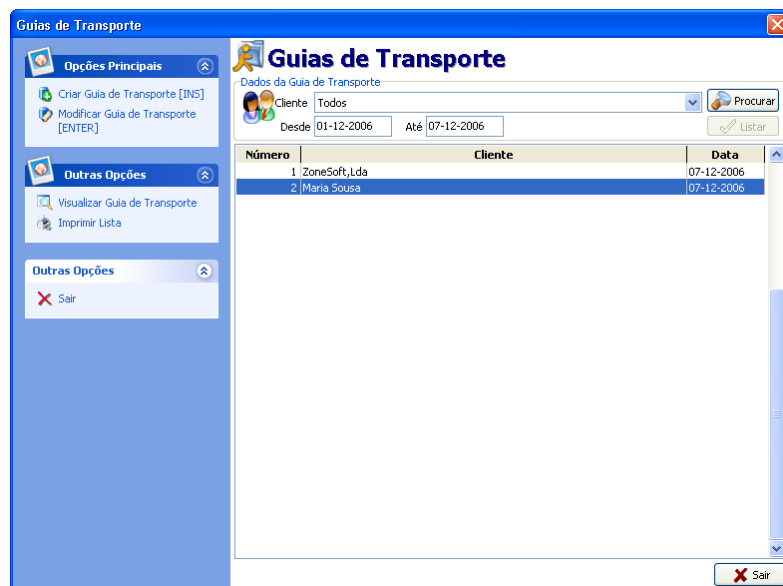 Guias de Transporte
Opções Principais
Criar Guia de Transporte [INS]
Modificar Guia de Transporte
[ENTER]
Outras Opções
Visualizar Guia de Transporte
Imprimir Lista
Outras Opções
Sair
Guias de Transporte
Dados da Guia de Transporte
Cliente Todos Procurar
Desde 01-12-2006 Até 07-12-2006 Listar
Número Cliente Data
1 ZoneSoft,Lda 07-12-2006
2 Maria Sousa 07-12-2006
Sair